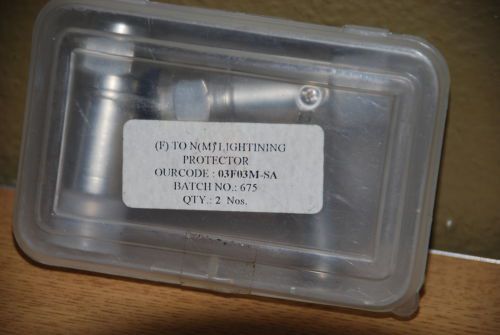 (F) TO N(M) LIGHTINING
PROTECTOR
OURCODE : 03F03M-SA
BATCH NO.: 675
QTY.: 2 Nos.